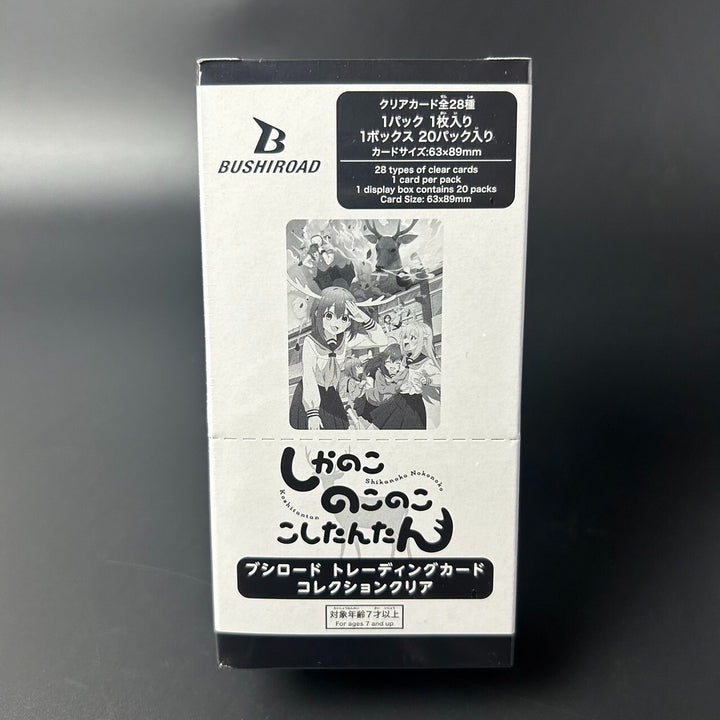 BUSHIROAD
クリアカード全28種
1パック 1枚入り
1ボックス 20パック入り
カードサイズ:63×89mm
28 types of clear cards
1 card per pack
1 display box contains 20 packs
Card Size: 63x89mm
しかのこ
Shikanoko Nokonoko
のこのこ
Koshitantan
こしたんたん
ブシロード トレーディングカード
コレクションクリア
対象年齢7才以上
For ages 7 and up